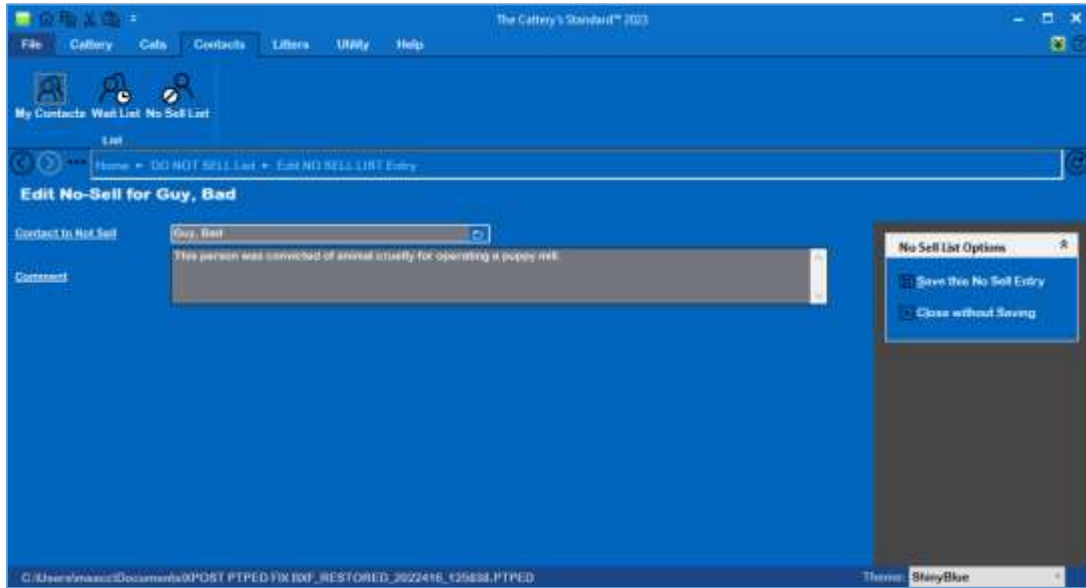 The Cattery's Standard™ 2023
File Cattery Cats Contacts Litters Utility Help
My Contacts Wait List No Sell List
List
Home DO NOT SELL List Edit NO SELL LIST Entry
Edit No-Sell for Guy, Bad
Contact to Not Sell Guy, Bad
Comment This person was convicted of animal cruelty for operating a puppy mill.
No Sell List Options
Save this No Sell Entry
Close without Saving
PTPED FIX
Theme: ShinyBlue